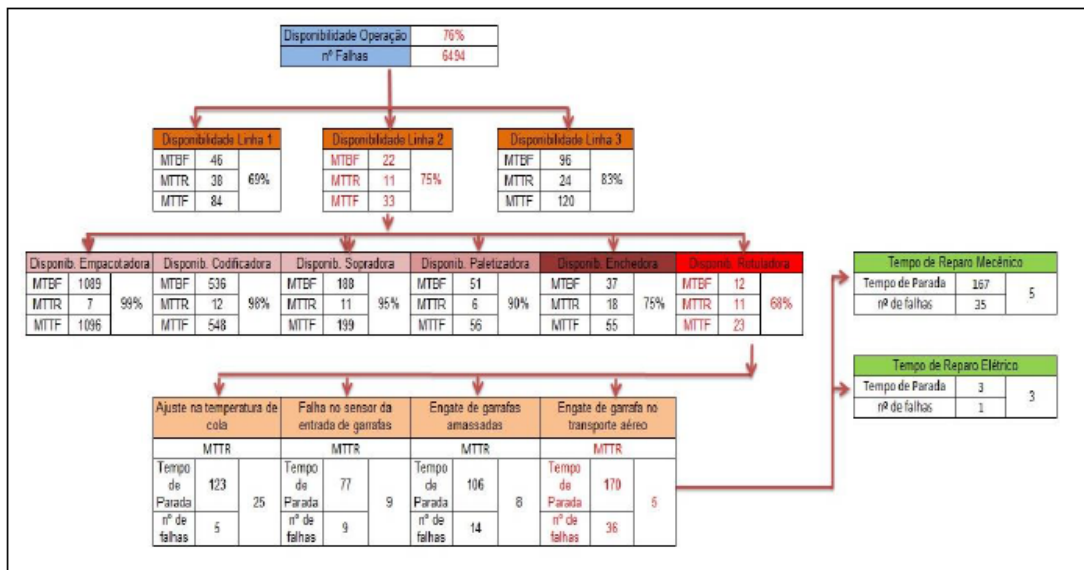 Disponibilidade Operação 76%
nº Falhas 6494
Disponibilidade Linha 1
MTBF 46
MTTR 38 69%
MTTF 84
Disponibilidade Linha 2
MTBF 22
MTTR 11 75%
MTTF 33
Disponibilidade Linha 3
MTBF 96
MTTR 24 83%
MTTF 120
Disponib. Empacotadora
MTBF 1089
MTTR 7 99%
MTTF 1096
Disponib. Codificadora
MTBF 536
MTTR 12 98%
MTTF 548
Disponib. Sopradora
MTBF 188
MTTR 11 95%
MTTF 199
Disponib. Paletizadora
MTBF 51
MTTR 6 90%
MTTF 56
Disponib. Enchedora
MTBF 37
MTTR 18 75%
MTTF 55
Disponib. Rotuladora
MTBF 12
MTTR 11 68%
MTTF 23
Tempo de Reparo Mecênico
Tempo de Parada 167 5
nº de falhas 35
Tempo de Reparo Elétrico
Tempo de Parada 3 3
nº de falhas 1
Ajuste na temperatura de
cola
MTTR
Tempo
de 123
Parada 25
nº de 5
falhas
Falha no sensor da
entrada de garrafas
MTTR
Tempo
de 77
Parada 9
nº de 9
falhas
Engate de garrafas
amassadas
MTTR
Tempo
de 106
Parada 8
nº de 14
falhas
Engate de garrafa no
transporte aéreo
MTTR
Tempo
de 170
Parada 5
nº de 36
falhas